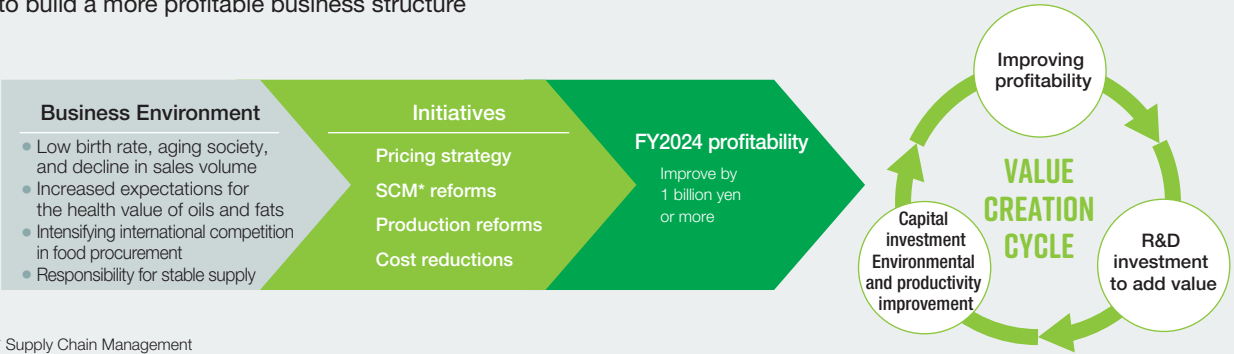 to build a more profitable business structure
Business Environment
● Low birth rate, aging society,
and decline in sales volume
● Increased expectations for
the health value of oils and fats
● Intensifying international competition
in food procurement
● Responsibility for stable supply
Initiatives
Pricing strategy
SCM* reforms
Production reforms
Cost reductions
FY2024 profitability
Improve by
1 billion yen
or more
Improving
profitability
VALUE
CREATION
CYCLE
R&D
investment
to add value
Capital
investment
Environmental
and productivity
improvement
* Supply Chain Management